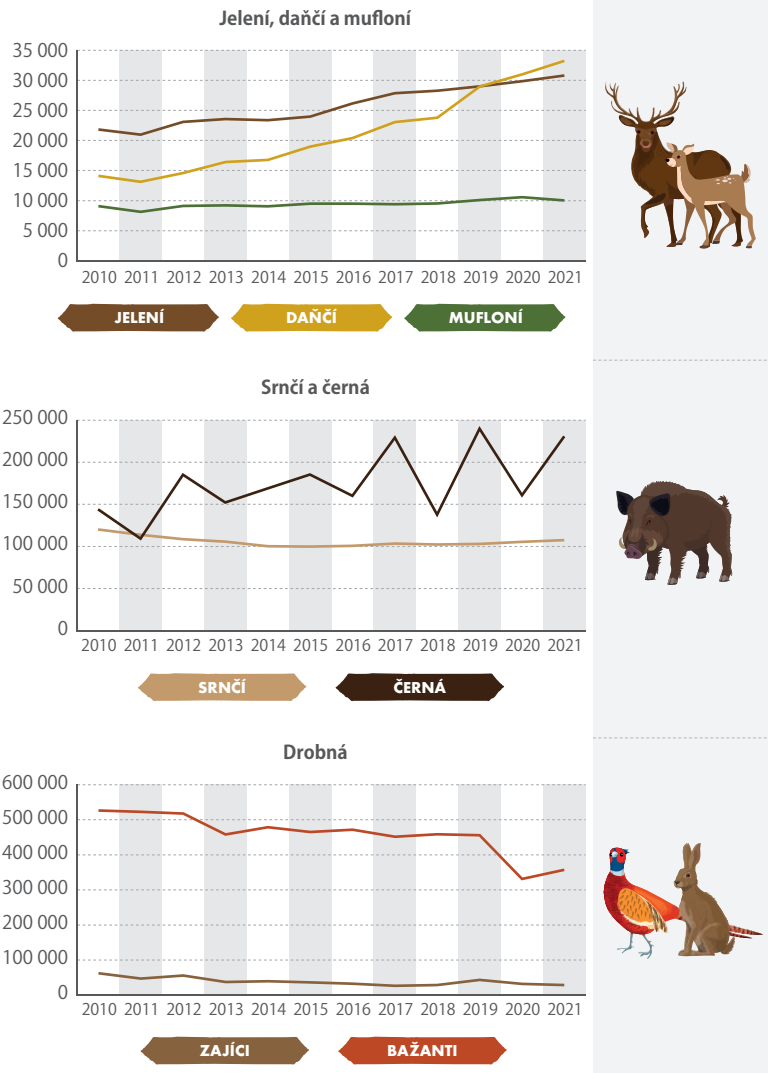 Jelení, daňčí a mufloní
35 000
30 000
25 000
20 000
15 000
10 000
5 000
0
2010 2011 2012 2013 2014 2015 2016 2017 2018 2019 2020 2021
JELENÍ DAŇČÍ MUFLONÍ
Srnčí a černá
250 000
200 000
150 000
100 000
50 000
0
2010 2011 2012 2013 2014 2015 2016 2017 2018 2019 2020 2021
SRNČÍ ČERNÁ
Drobná
600 000
500 000
400 000
300 000
200 000
100 000
0
2010 2011 2012 2013 2014 2015 2016 2017 2018 2019 2020 2021
ZAJÍCI BAŽANTI